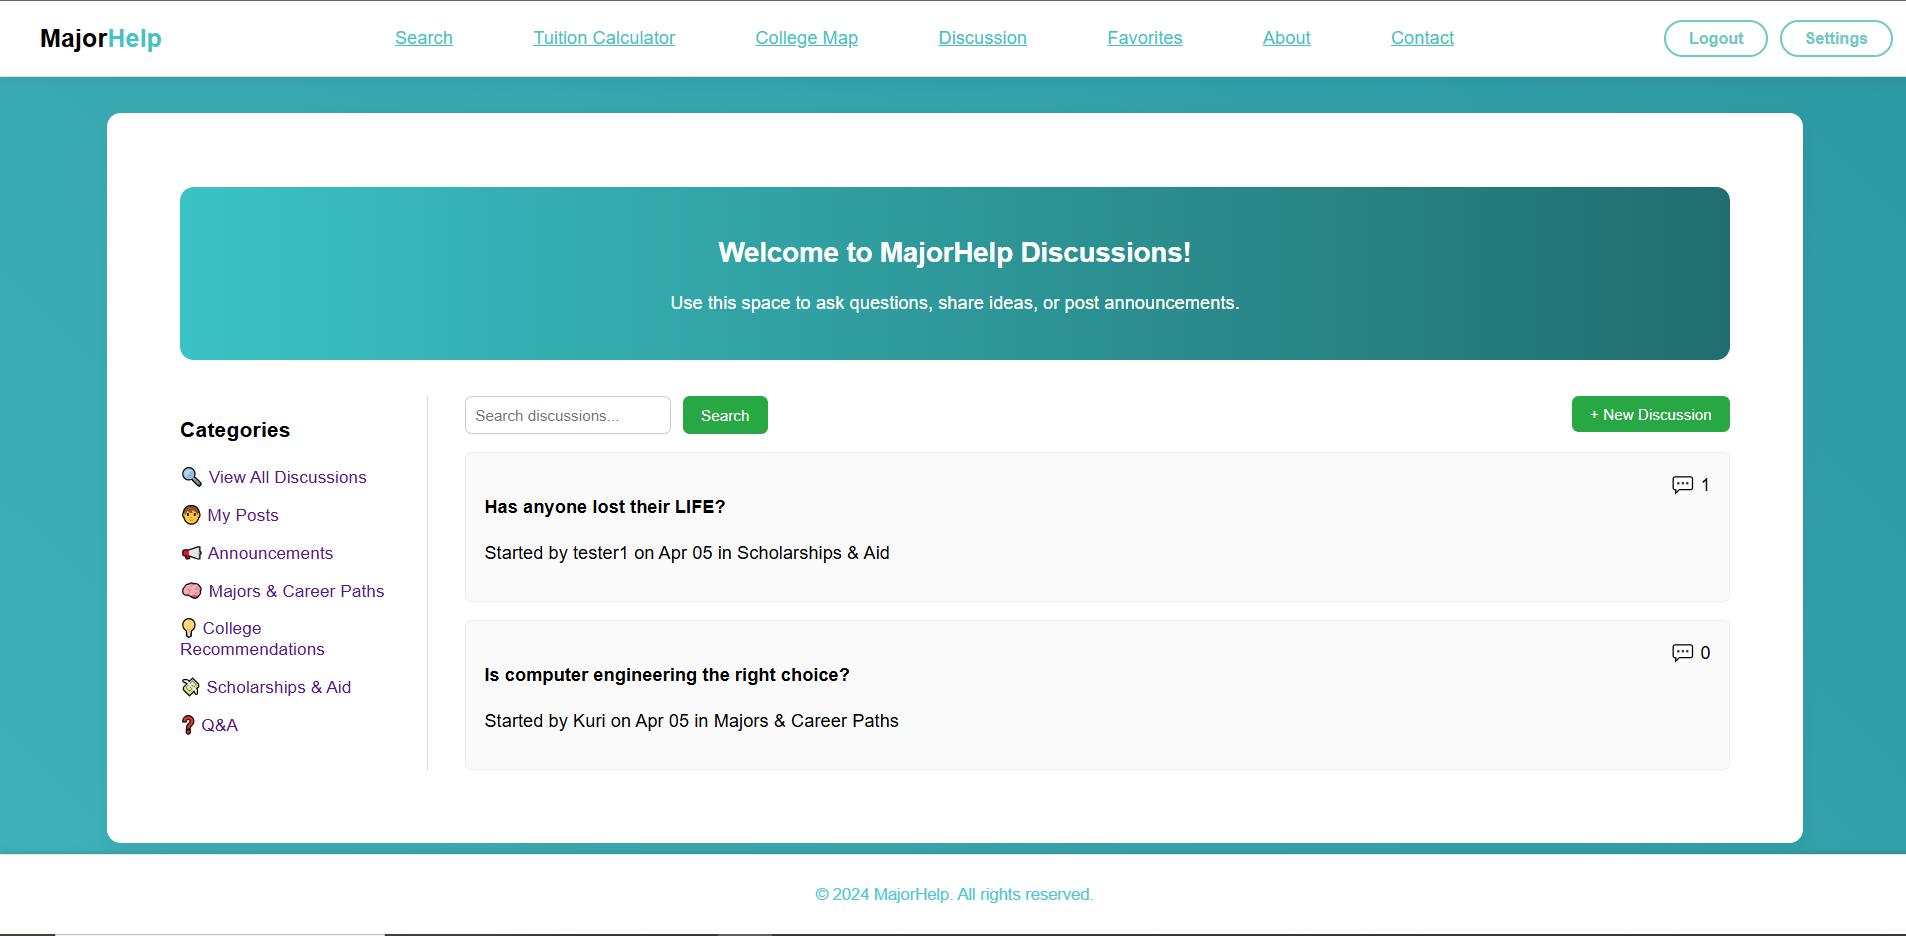 MajorHelp
Search
Tuition Calculator
College Map
Discussion
Favorites
About
Contact
Logout
Settings
Welcome to MajorHelp Discussions!
Use this space to ask questions, share ideas, or post announcements.
Categories
View All Discussions
My Posts
Announcements
Majors & Career Paths
College
Recommendations
Scholarships & Aid
Q&A
Search discussions...
Search
+ New Discussion
1
Has anyone lost their LIFE?
Started by tester1 on Apr 05 in Scholarships & Aid
0
Is computer engineering the right choice?
Started by Kuri on Apr 05 in Majors & Career Paths
© 2024 MajorHelp. All rights reserved.